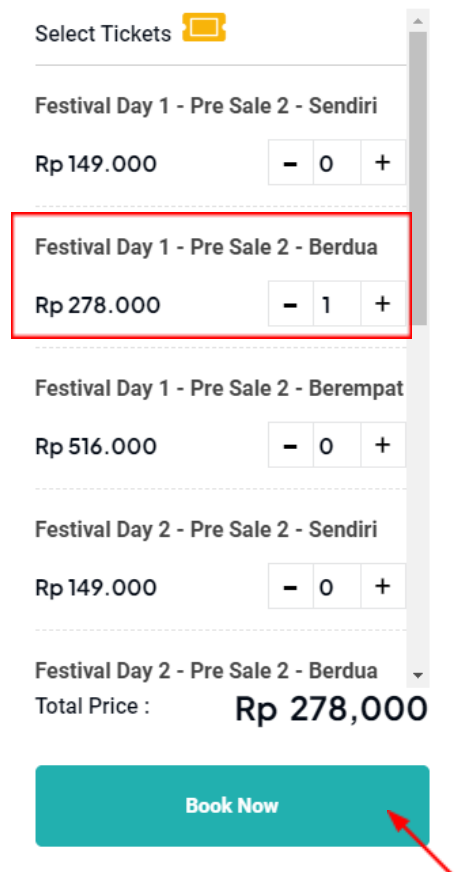 Select Tickets
Festival Day 1 - Pre Sale 2 - Sendiri
Rp 149.000 - 0 +
Festival Day 1 - Pre Sale 2 - Berdua
Rp 278.000 - 1 +
Festival Day 1 - Pre Sale 2 - Berempat
Rp 516.000 - 0 +
Festival Day 2 - Pre Sale 2 - Sendiri
Rp 149.000 - 0 +
Festival Day 2 - Pre Sale 2 - Berdua
Total Price : Rp 278,000
Book Now